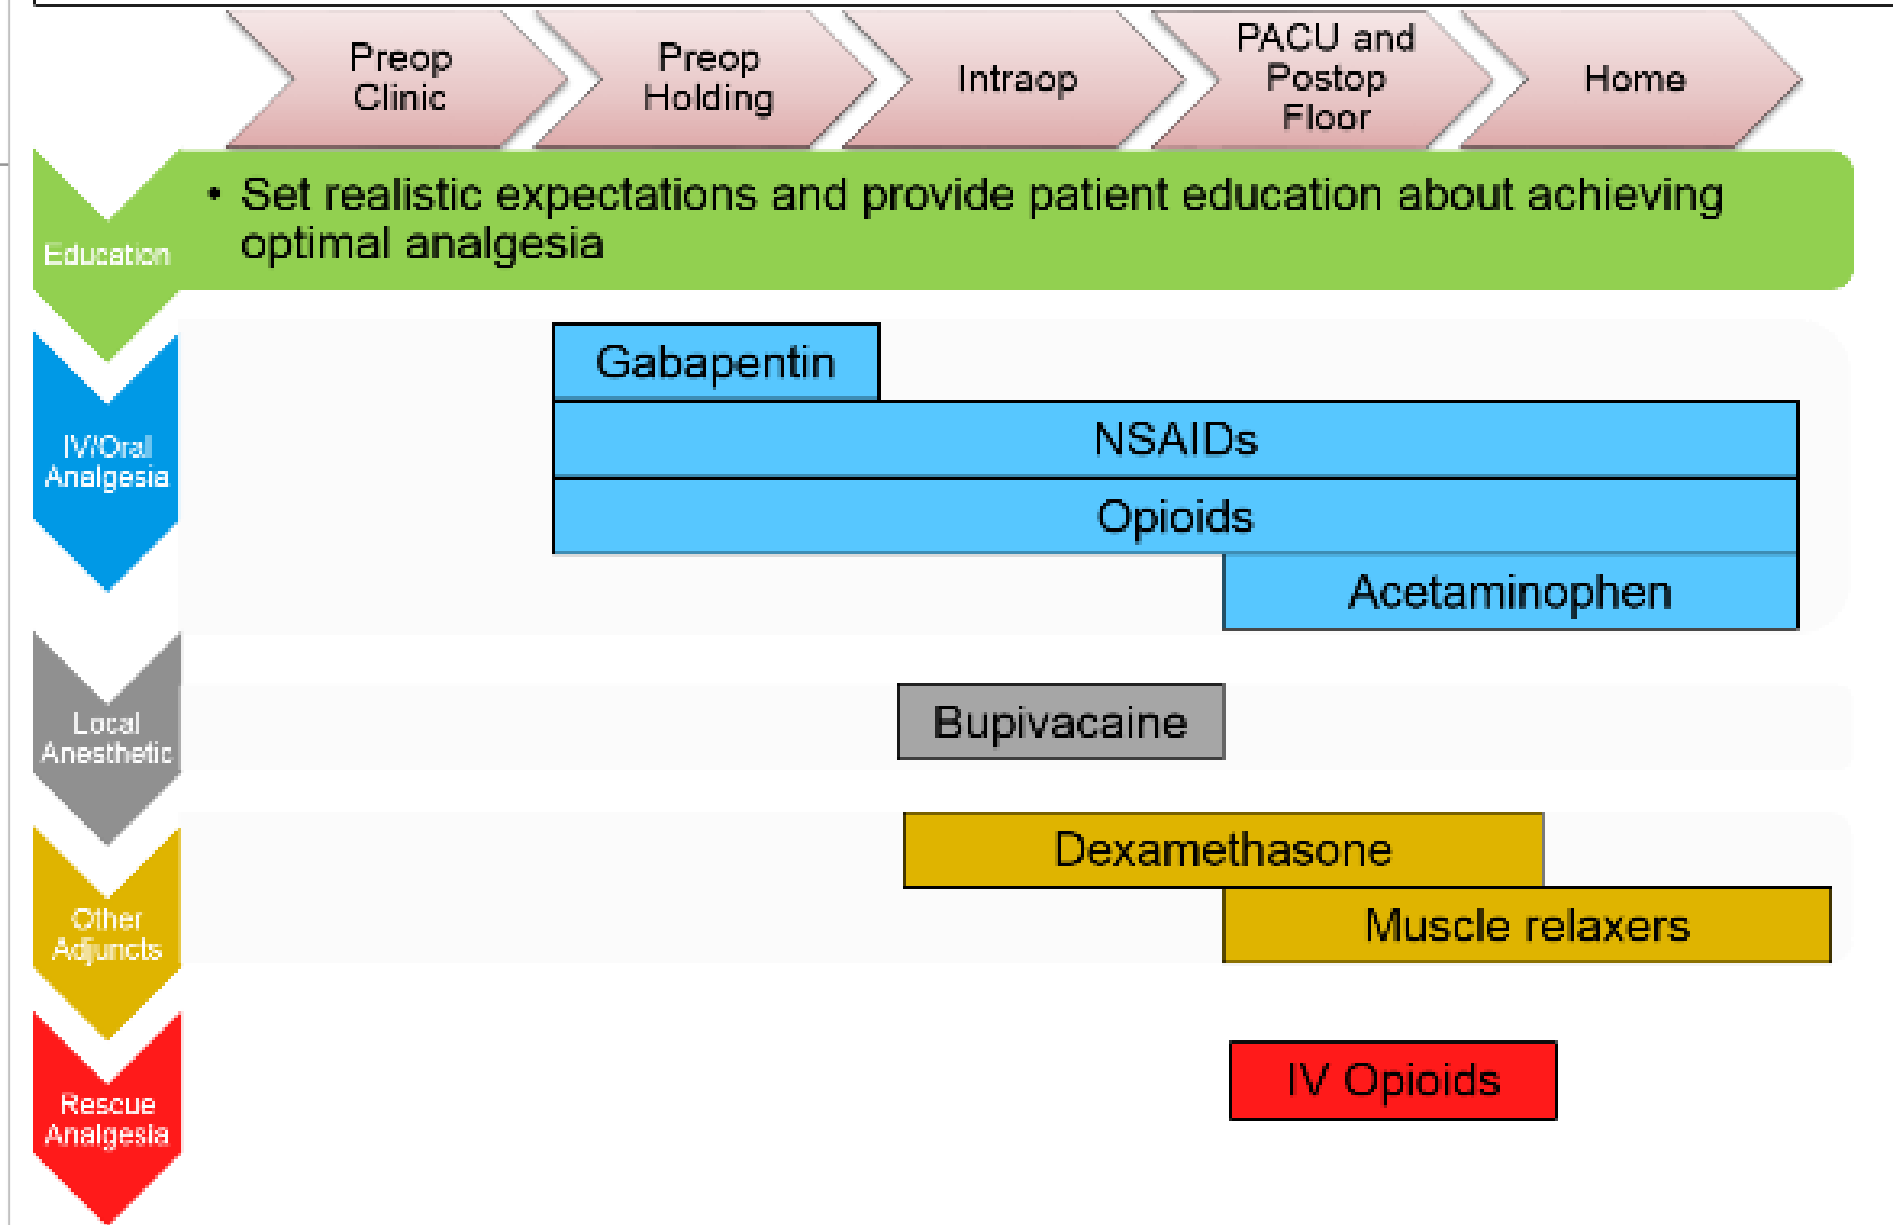 Preop
Clinic
Preop
Holding
Intraop
PACU and
Postop
Floor
Home
Education
• Set realistic expectations and provide patient education about achieving
optimal analgesia
IV/Oral
Analgesia
Gabapentin
NSAIDs
Opioids
Acetaminophen
Local
Anesthetic
Bupivacaine
Other
Adjuncts
Dexamethasone
Muscle relaxers
Rescue
Analgesia
IV Opioids